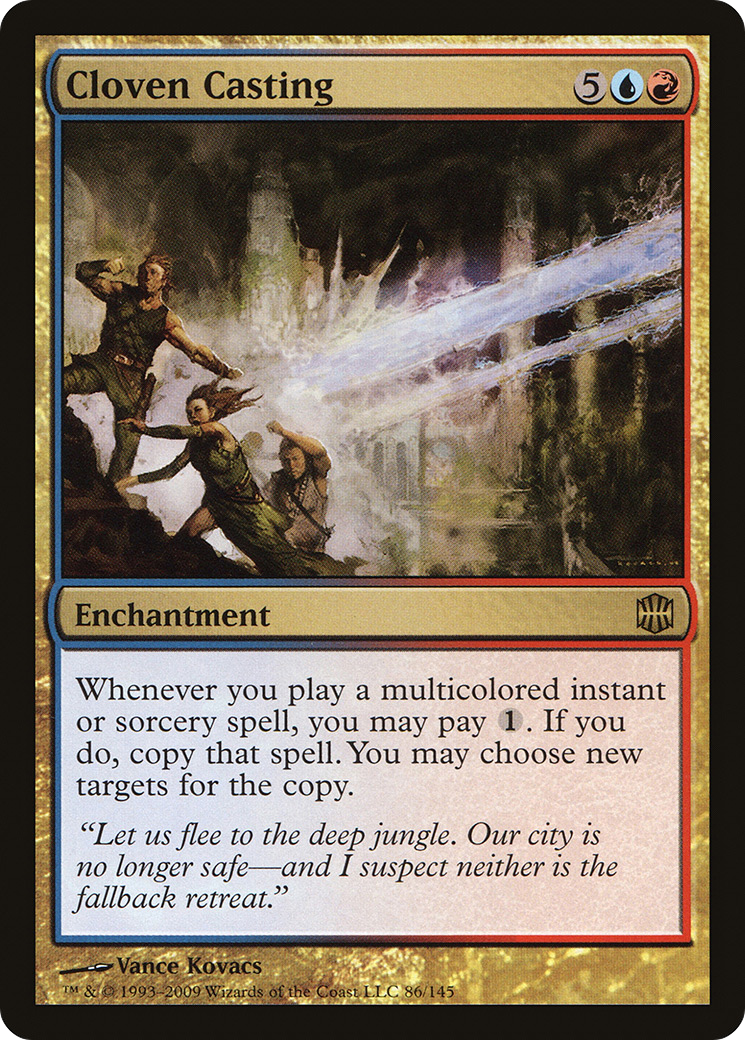 Cloven Casting 5
Enchantment
Whenever you play a multicolored instant
or sorcery spell, you may pay 1. If you
do, copy that spell. You may choose new
targets for the copy.
“Let us flee to the deep jungle. Our city is
no longer safe—and I suspect neither is the
fallback retreat.”
Vance Kovacs
™ & © 1993–2009 Wizards of the Coast LLC 86/145